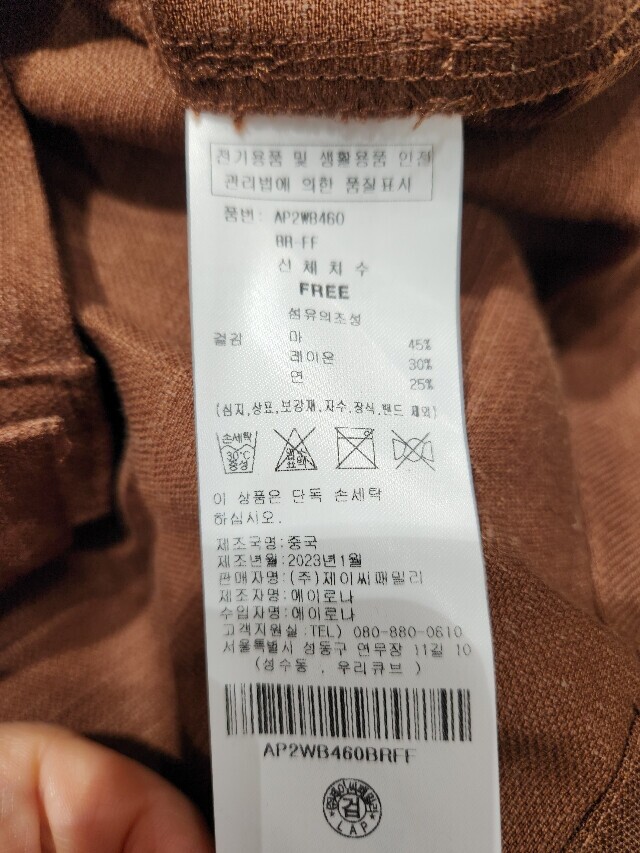 전기용품 및 생활용품 안전
관리법에 의한 품질표시
품번: AP2WB460
BR-FF
신 체 치 수
FREE
섬유의조성
겉감 마 45%
레이온 30%
면 25%
(심지,상표,보강재,자수,장식,밴드 제외)
손세탁
30°C
중성
염소
표백
이 상품은 단독 손세탁
하십시오.
제조국명:중국
제조년월:2023년1월
판매자명:(주)제이씨패밀리
제조자명:에이로나
수입자명:에이로나
고객지원실:TEL) 080-880-0610
서울특별시 성동구 연무장 11길 10
(성수동 , 우리큐브 )
AP2WB460BRFF
검
LAP